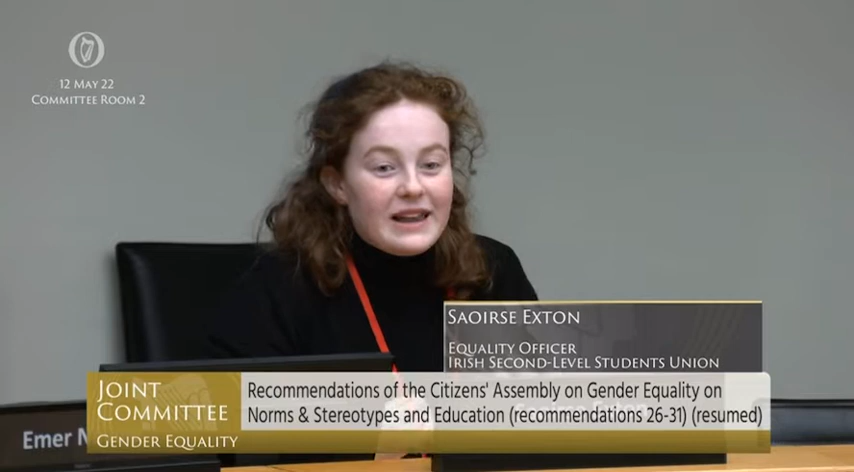 12 May 22
Committee Room 2
Saoirse Exton
Equality Officer
Irish Second-Level Students Union
Joint
Committee
Gender Equality
Recommendations of the Citizens' Assembly on Gender Equality on
Norms & Stereotypes and Education (recommendations 26-31) (resumed)
Emer N